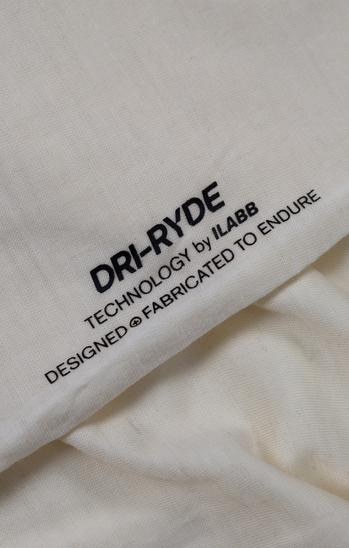 DRI-RYDE
TECHNOLOGY by ILABB
DESIGNED FABRICATED TO ENDURE